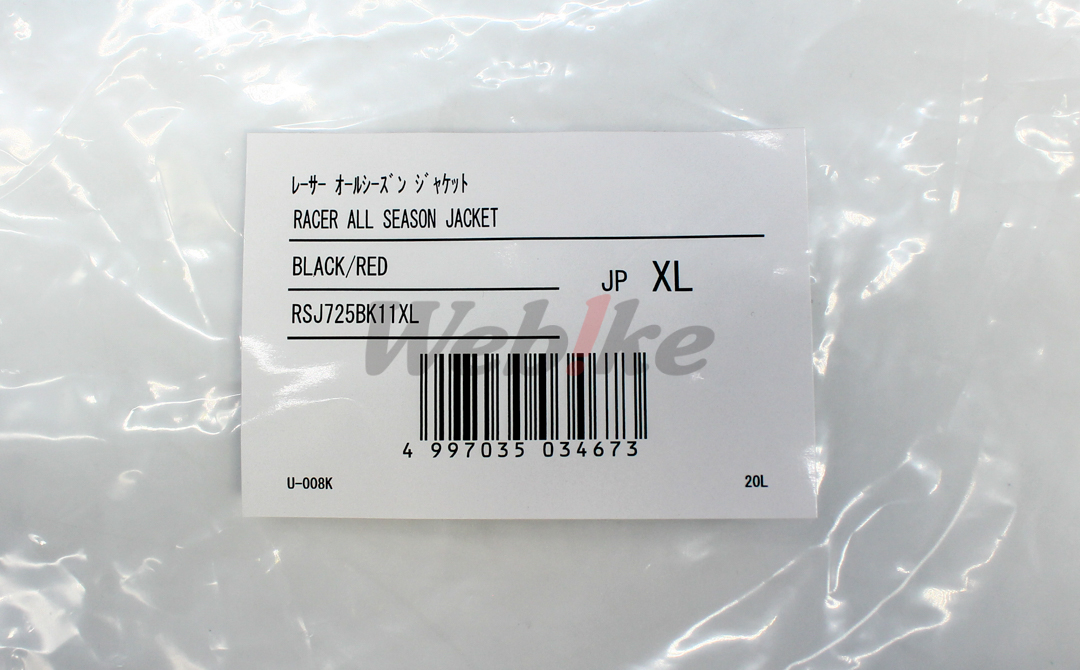 ﾚｰｻｰ ｵｰﾙｼｰｽﾞﾝ ｼﾞｬｹｯﾄ
RACER ALL SEASON JACKET
BLACK/RED
JP XL
RSJ725BK11XL
Webike
4 997035 034673
U-008K
20L